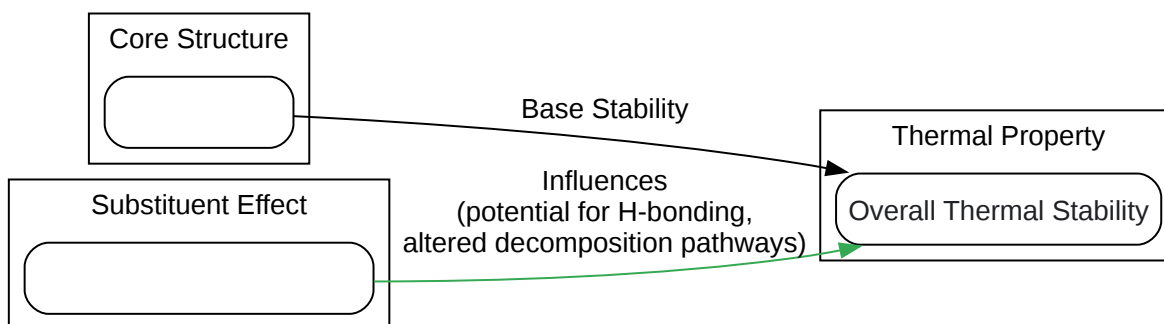 Core Structure
Base Stability
Thermal Property
Overall Thermal Stability
Substituent Effect
Influences
(potential for H-bonding,
altered decomposition pathways)